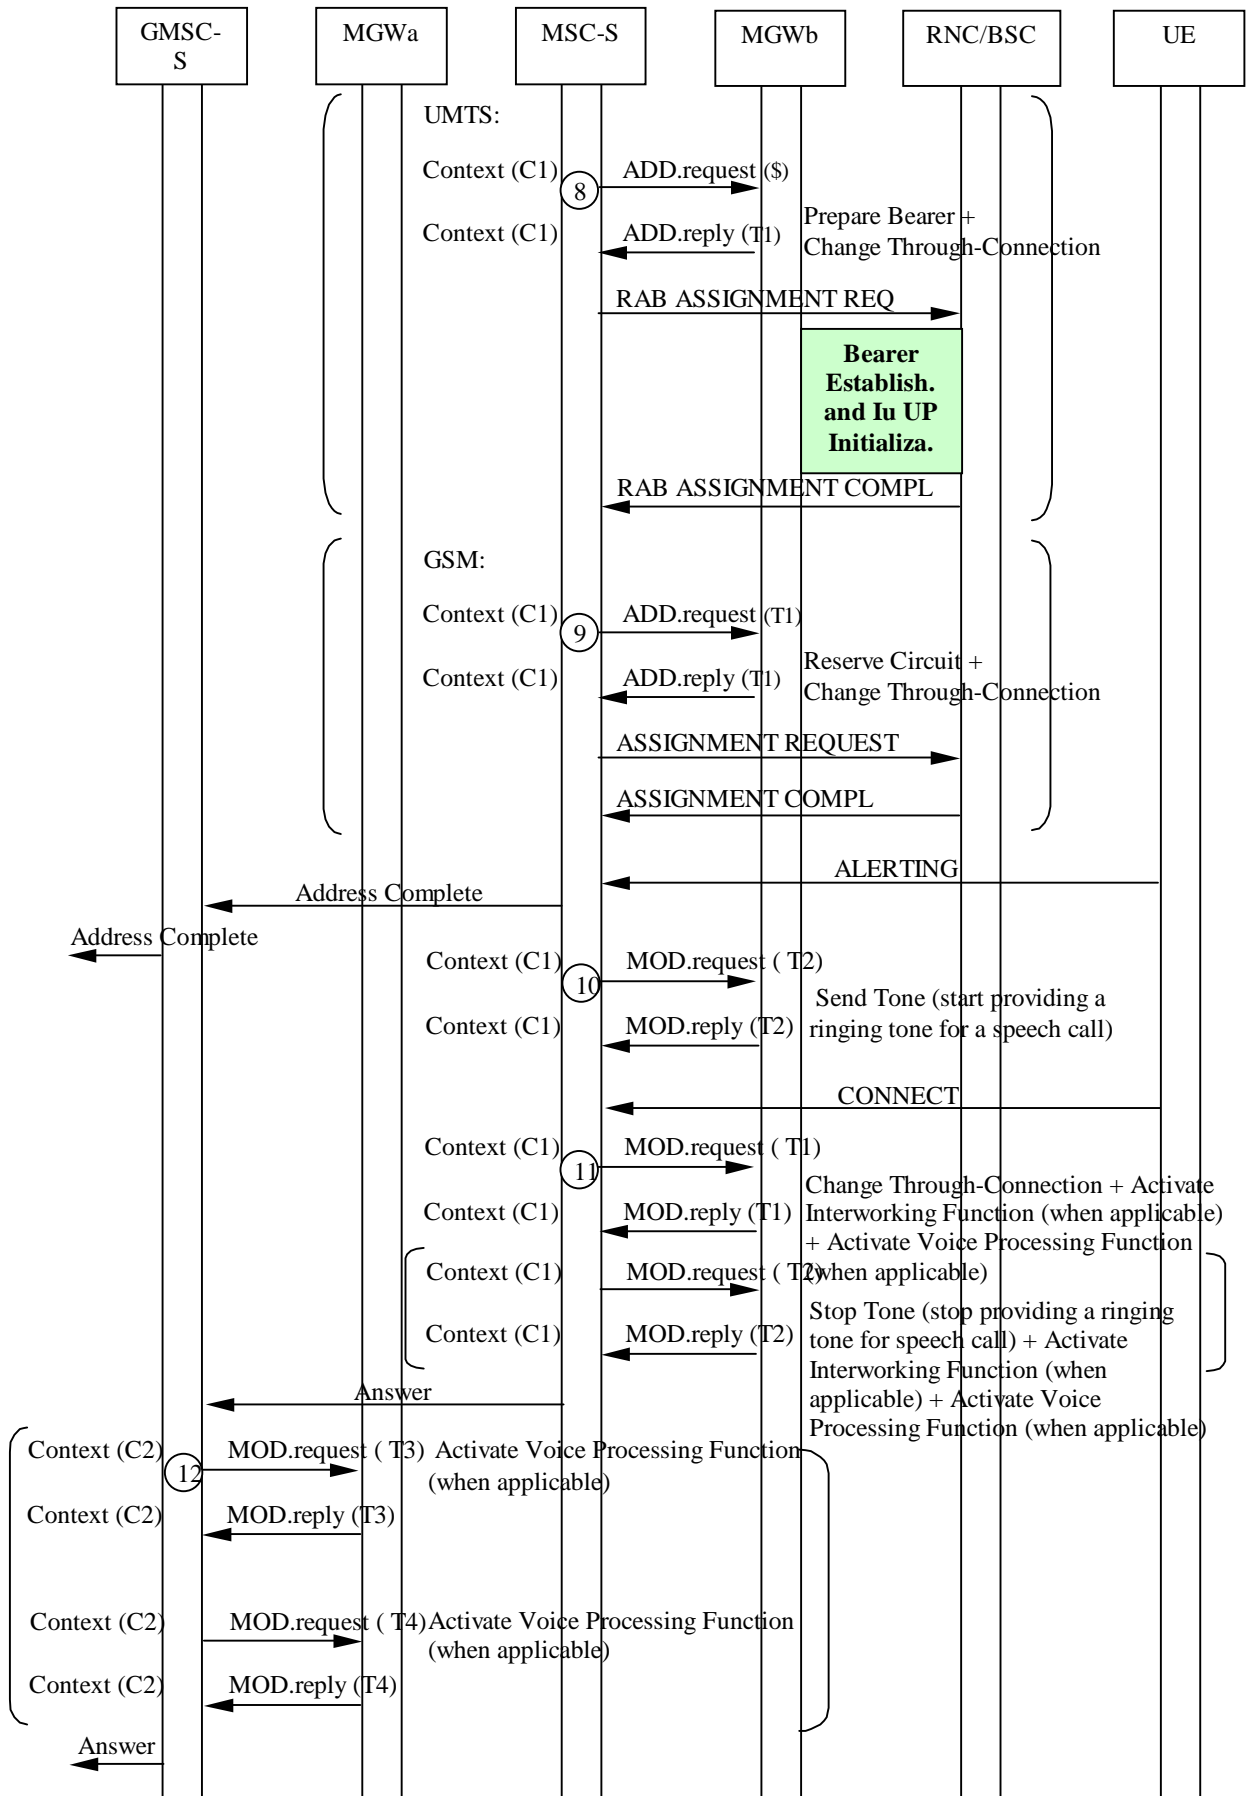 GMSC-
S
MGWa
MSC-S
MGWb
RNC/BSC
UE
UMTS:
Context (C1)
8
ADD.request ($)
Context (C1)
ADD.reply (T1)
Prepare Bearer +
Change Through-Connection
RAB ASSIGNMENT REQ
Bearer
Establish.
and Iu UP
Initializa.
RAB ASSIGNMENT COMPL
GSM:
Context (C1)
9
ADD.request (T1)
Context (C1)
ADD.reply (T1)
Reserve Circuit +
Change Through-Connection
ASSIGNMENT REQUEST
ASSIGNMENT COMPL
ALERTING
Address Complete
Address Complete
Context (C1)
10
MOD.request ( T2)
Context (C1)
MOD.reply (T2)
Send Tone (start providing a
ringing tone for a speech call)
CONNECT
Context (C1)
11
MOD.request ( T1)
Context (C1)
MOD.reply (T1)
Change Through-Connection + Activate
Interworking Function (when applicable)
+ Activate Voice Processing Function
(when applicable)
Context (C1)
MOD.request ( T2)
Context (C1)
MOD.reply (T2)
Stop Tone (stop providing a ringing
tone for speech call) + Activate
Interworking Function (when
applicable) + Activate Voice
Processing Function (when applicable)
Answer
Context (C2)
12
MOD.request ( T3)
Activate Voice Processing Function
(when applicable)
Context (C2)
MOD.reply (T3)
Context (C2)
MOD.request ( T4)
Activate Voice Processing Function
(when applicable)
Context (C2)
MOD.reply (T4)
Answer